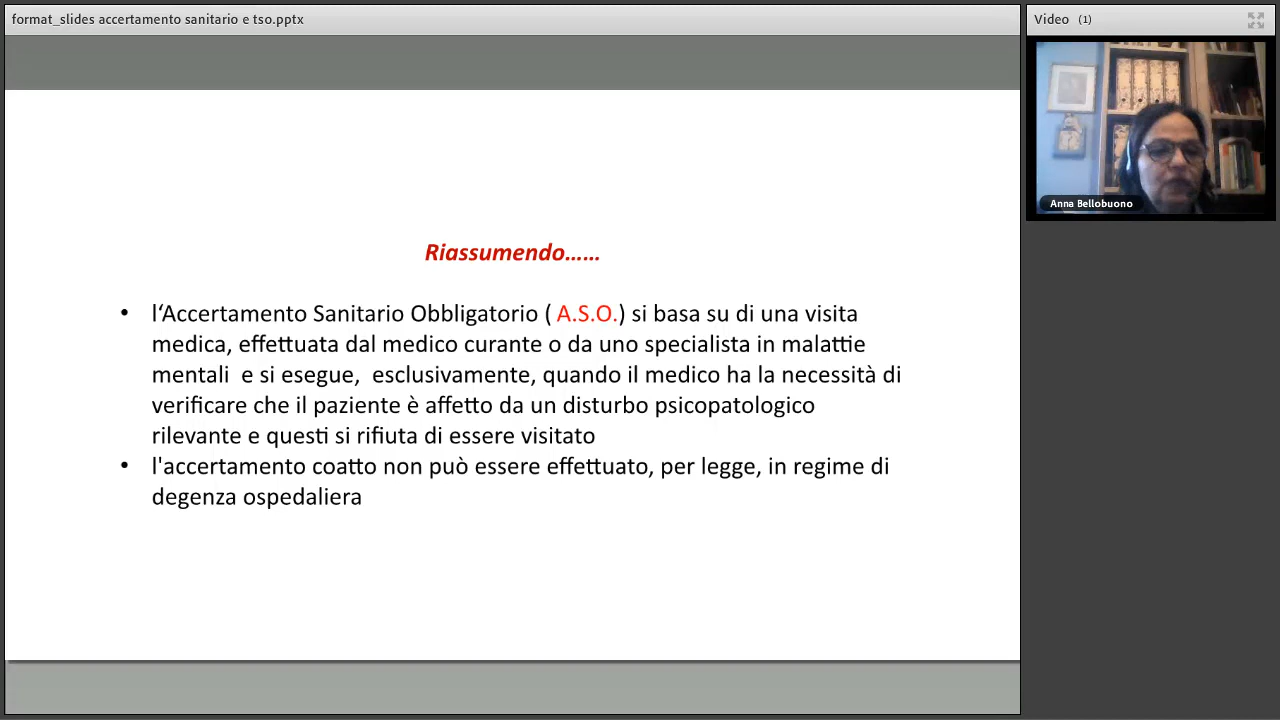 format_slides accertamento sanitario e tso.pptx
Video (1)
Anna Bellobuono
Riassumendo……
• l‘Accertamento Sanitario Obbligatorio ( A.S.O.) si basa su di una visita
medica, effettuata dal medico curante o da uno specialista in malattie
mentali  e si esegue,  esclusivamente, quando il medico ha la necessità di
verificare che il paziente è affetto da un disturbo psicopatologico
rilevante e questi si rifiuta di essere visitato
• l'accertamento coatto non può essere effettuato, per legge, in regime di
degenza ospedaliera